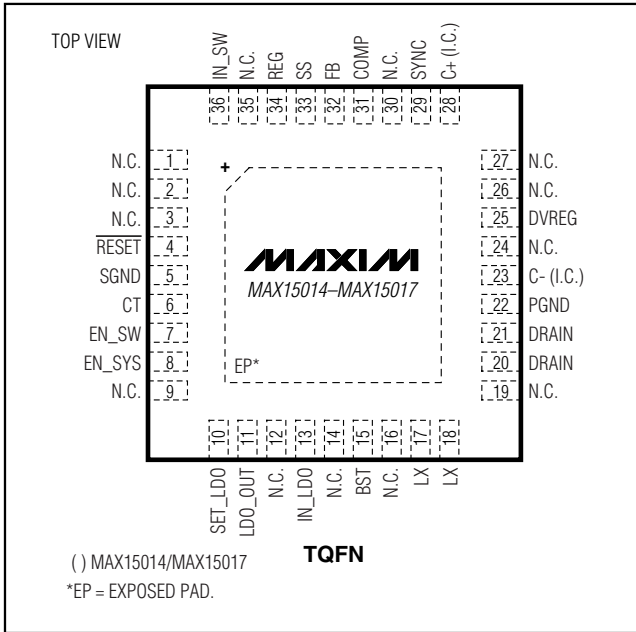 TOP VIEW
IN_SW
N.C.
REG
SS
FB
COMP
N.C.
SYNC
C+ (I.C.)
36
35
34
33
32
31
30
29
28
N.C. 1
N.C. 2
N.C. 3
RESET 4
SGND 5
CT 6
EN_SW 7
EN_SYS 8
N.C. 9
+
MAXIM
MAX15014–MAX15017
EP*
27 N.C.
26 N.C.
25 DVREG
24 N.C.
23 C- (I.C.)
22 PGND
21 DRAIN
20 DRAIN
19 N.C.
10
11
12
13
14
15
16
17
18
SET_LDO
LDO_OUT
N.C.
IN_LDO
N.C.
BST
N.C.
LX
LX
TQFN
( ) MAX15014/MAX15017
*EP = EXPOSED PAD.